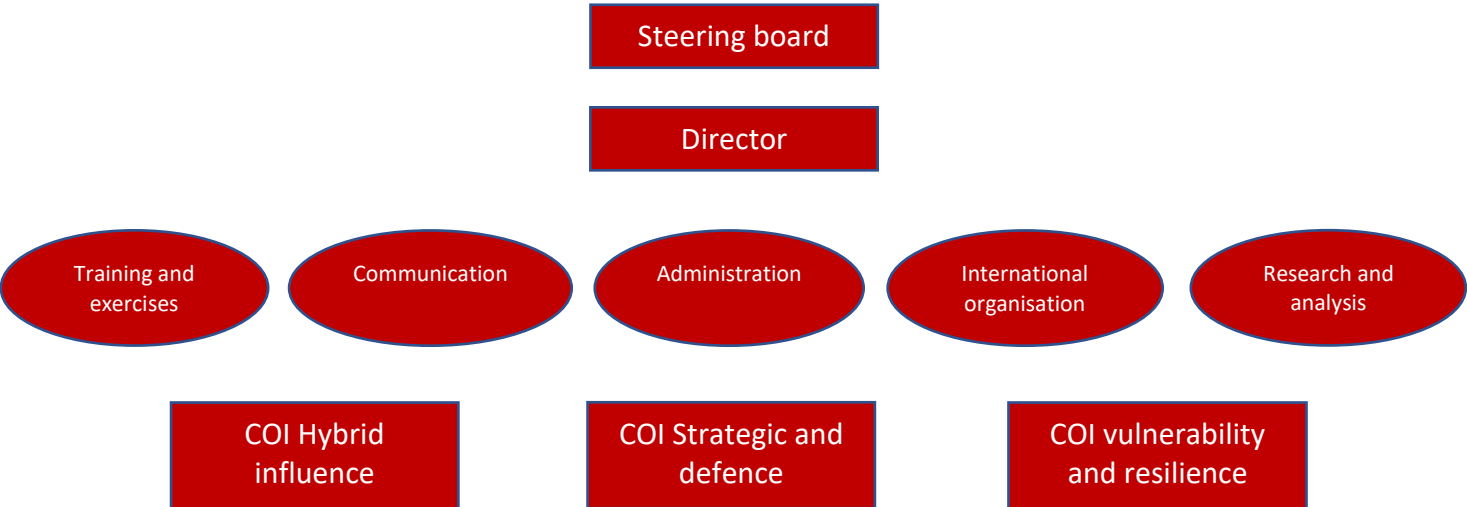 Steering board
Director
Training and
exercises
Communication
Administration
International
organisation
Research and
analysis
COI Hybrid
influence
COI Strategic and
defence
COI vulnerability
and resilience